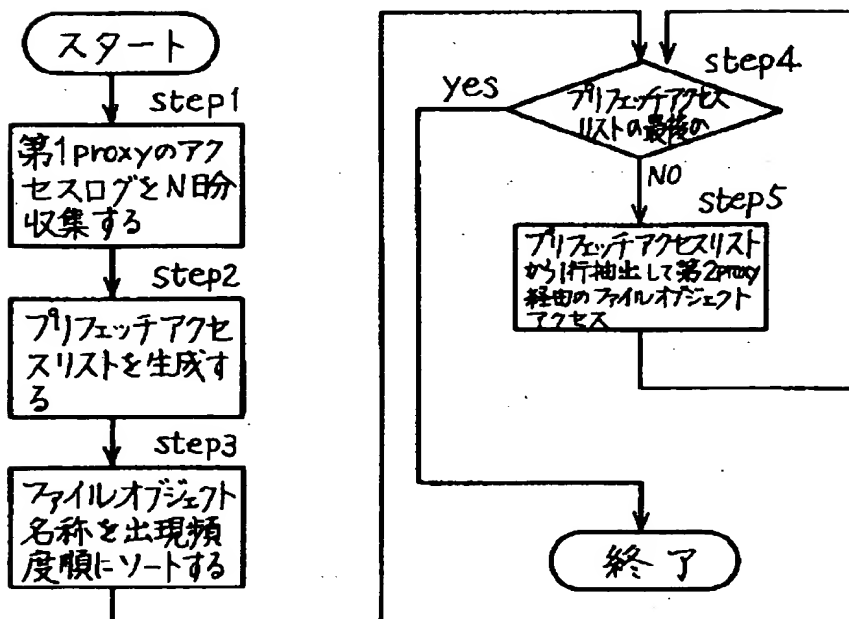 スタート
step1
第1proxyのアク
セスログをN日分
収集する
step2
プリフェッチアクセ
スリストを生成す
る
step3
ファイルオブジェクト
名称を出現頻
度順にソートする
step4
プリフェッチアクセス
リストの最後の
yes
NO
step5
プリフェッチアクセスリスト
から1行抽出して第2proxy
経由のファイルオブジェクト
アクセス
終了